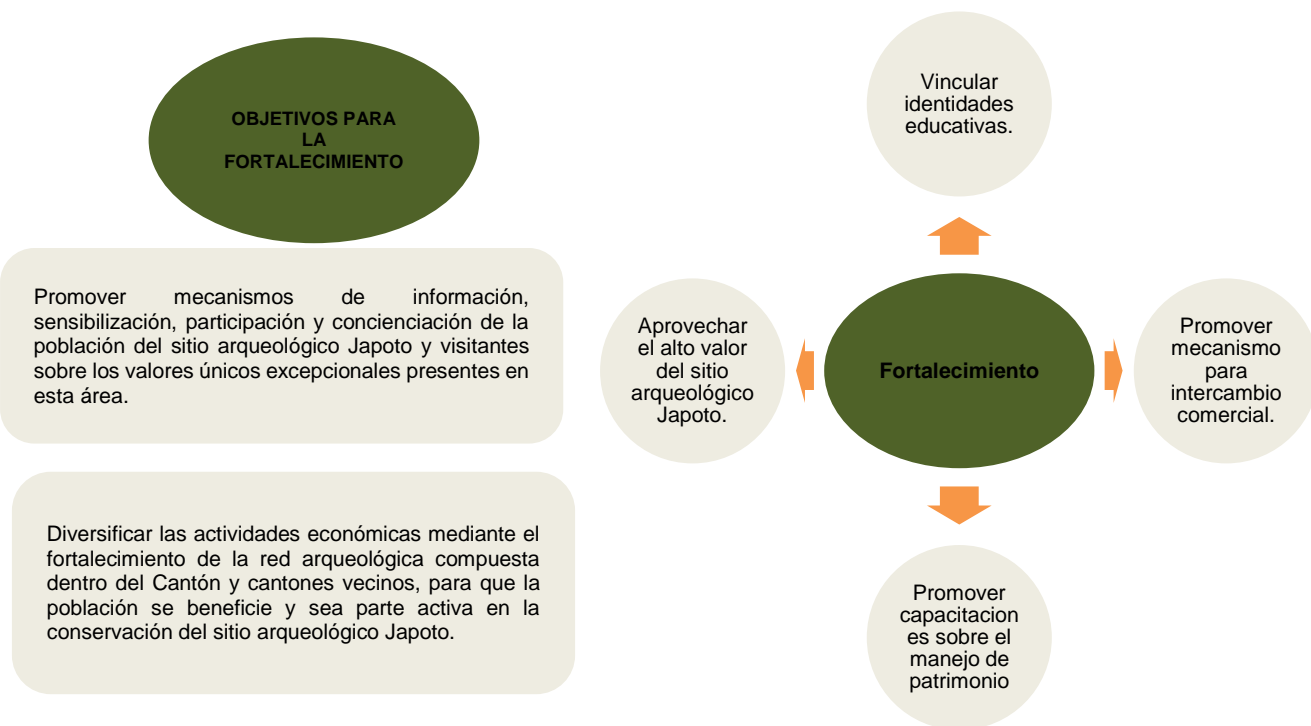 OBJETIVOS PARA
LA
FORTALECIMIENTO
Promover mecanismos de información,
sensibilización, participación y concienciación de la
población del sitio arqueológico Japoto y visitantes
sobre los valores únicos excepcionales presentes en
esta área.
Diversificar las actividades económicas mediante el
fortalecimiento de la red arqueológica compuesta
dentro del Cantón y cantones vecinos, para que la
población se beneficie y sea parte activa en la
conservación del sitio arqueológico Japoto.
Vincular
identidades
educativas.
Aprovechar
el alto valor
del sitio
arqueológico
Japoto.
Fortalecimiento
Promover
mecanismo
para
intercambio
comercial.
Promover
capacitacion
es sobre el
manejo de
patrimonio